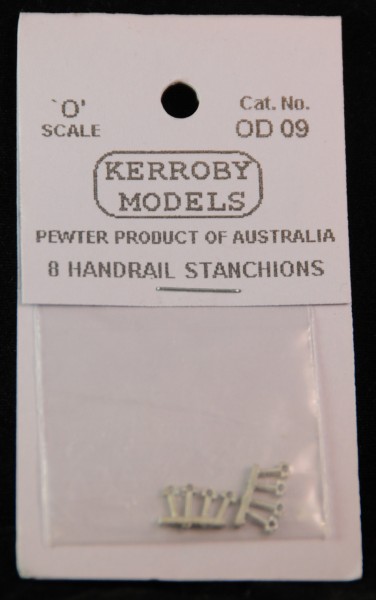 `O'
SCALE
Cat. No.
OD 09
KERROBY
MODELS
PEWTER PRODUCT OF AUSTRALIA
8 HANDRAIL STANCHIONS